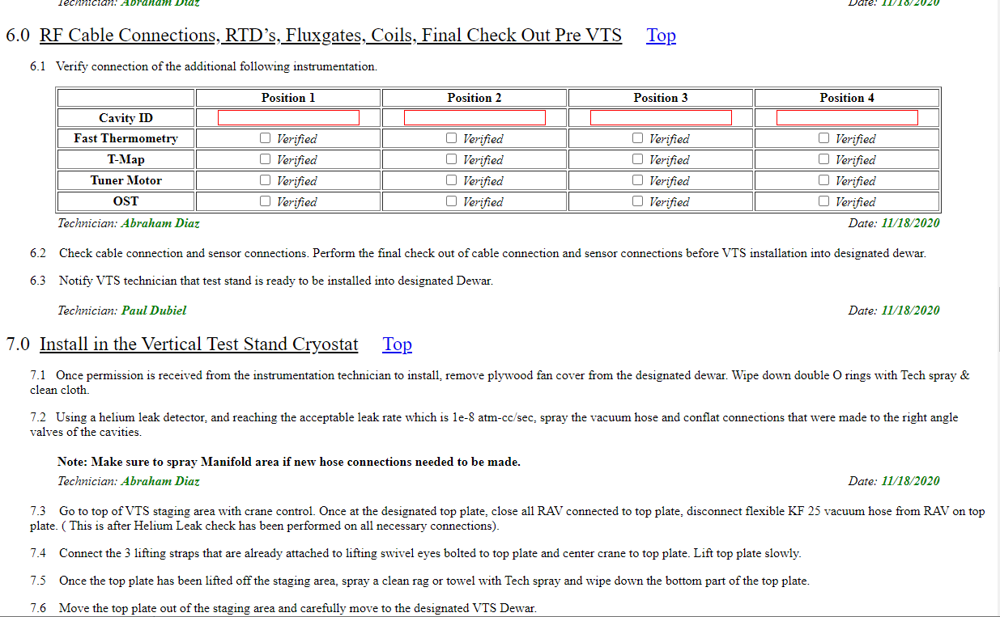 Technician: Abraham Diaz Date: 11/18/2020
6.0 RF Cable Connections, RTD’s, Fluxgates, Coils, Final Check Out Pre VTS Top
6.1 Verify connection of the additional following instrumentation.
Position 1 Position 2 Position 3 Position 4
Cavity ID
Fast Thermometry Verified Verified Verified Verified
T-Map Verified Verified Verified Verified
Tuner Motor Verified Verified Verified Verified
OST Verified Verified Verified Verified
Technician: Abraham Diaz Date: 11/18/2020
6.2 Check cable connection and sensor connections. Perform the final check out of cable connection and sensor connections before VTS installation into designated dewar.
6.3 Notify VTS technician that test stand is ready to be installed into designated Dewar.
Technician: Paul Dubiel Date: 11/18/2020
7.0 Install in the Vertical Test Stand Cryostat Top
7.1 Once permission is received from the instrumentation technician to install, remove plywood fan cover from the designated dewar. Wipe down double O rings with Tech spray &
clean cloth.
7.2 Using a helium leak detector, and reaching the acceptable leak rate which is 1e-8 atm-cc/sec, spray the vacuum hose and conflat connections that were made to the right angle
valves of the cavities.
Note: Make sure to spray Manifold area if new hose connections needed to be made.
Technician: Abraham Diaz Date: 11/18/2020
7.3 Go to top of VTS staging area with crane control. Once at the designated top plate, close all RAV connected to top plate, disconnect flexible KF 25 vacuum hose from RAV on top
plate. ( This is after Helium Leak check has been performed on all necessary connections).
7.4 Connect the 3 lifting straps that are already attached to lifting swivel eyes bolted to top plate and center crane to top plate. Lift top plate slowly.
7.5 Once the top plate has been lifted off the staging area, spray a clean rag or towel with Tech spray and wipe down the bottom part of the top plate.
7.6 Move the top plate out of the staging area and carefully move to the designated VTS Dewar.